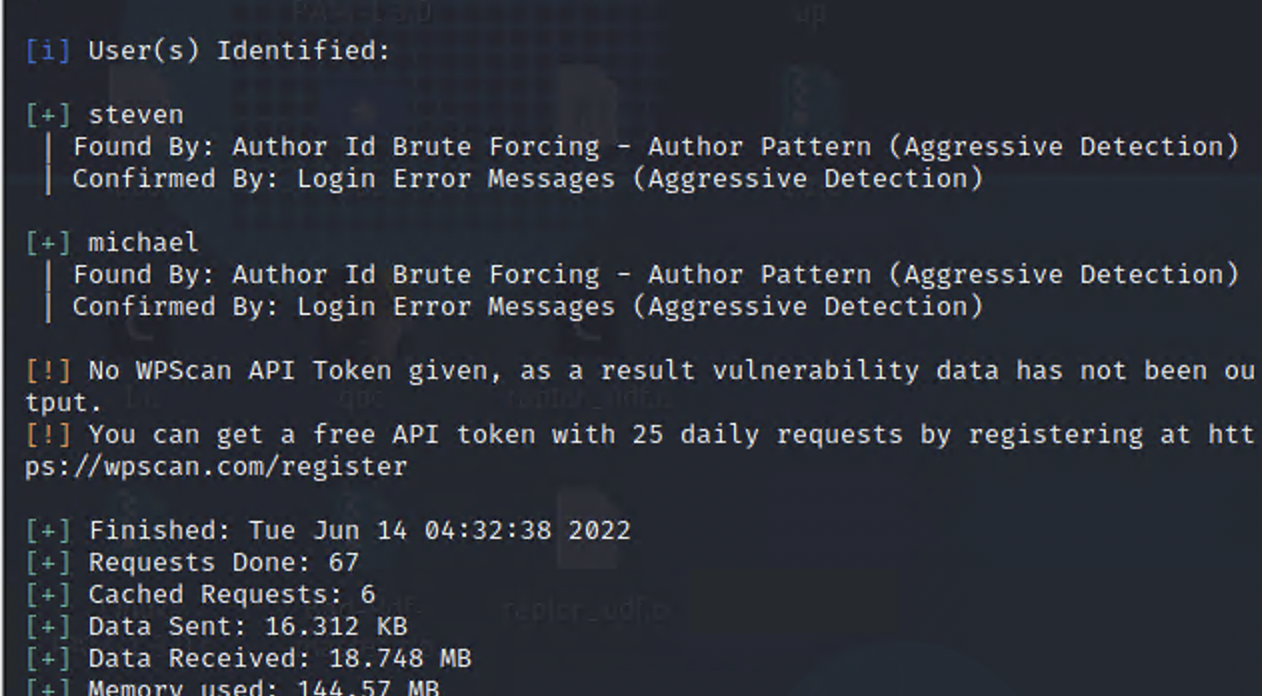 [i] User(s) Identified:
[+] steven
| Found By: Author Id Brute Forcing - Author Pattern (Aggressive Detection)
| Confirmed By: Login Error Messages (Aggressive Detection)
[+] michael
| Found By: Author Id Brute Forcing - Author Pattern (Aggressive Detection)
| Confirmed By: Login Error Messages (Aggressive Detection)
[!] No WPScan API Token given, as a result vulnerability data has not been ou
tput.
[!] You can get a free API token with 25 daily requests by registering at htt
ps://wpscan.com/register
[+] Finished: Tue Jun 14 04:32:38 2022
[+] Requests Done: 67
[+] Cached Requests: 6
[+] Data Sent: 16.312 KB
[+] Data Received: 18.748 MB
[+] Memory used: 144.57 MB